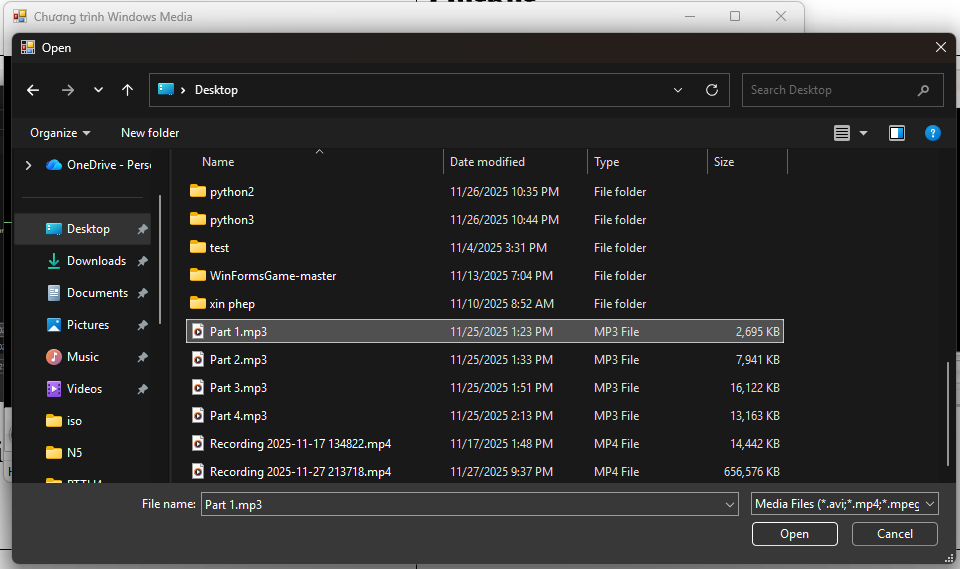 Chương trình Windows Media
Open
Desktop
Search Desktop
Organize
New folder
OneDrive - Perso
Desktop
Downloads
Documents
Pictures
Music
Videos
iso
N5
Name Date modified Type Size
python2 11/26/2025 10:35 PM File folder
python3 11/26/2025 10:44 PM File folder
test 11/4/2025 3:31 PM File folder
WinFormsGame-master 11/13/2025 7:04 PM File folder
xin phep 11/10/2025 8:52 AM File folder
Part 1.mp3 11/25/2025 1:23 PM MP3 File 2,695 KB
Part 2.mp3 11/25/2025 1:33 PM MP3 File 7,941 KB
Part 3.mp3 11/25/2025 1:51 PM MP3 File 16,122 KB
Part 4.mp3 11/25/2025 2:13 PM MP3 File 13,163 KB
Recording 2025-11-17 134822.mp4 11/17/2025 1:48 PM MP4 File 14,442 KB
Recording 2025-11-27 213718.mp4 11/27/2025 9:37 PM MP4 File 656,576 KB
File name: Part 1.mp3
Media Files (*.avi;*.mp4;*.mpeg
Open
Cancel